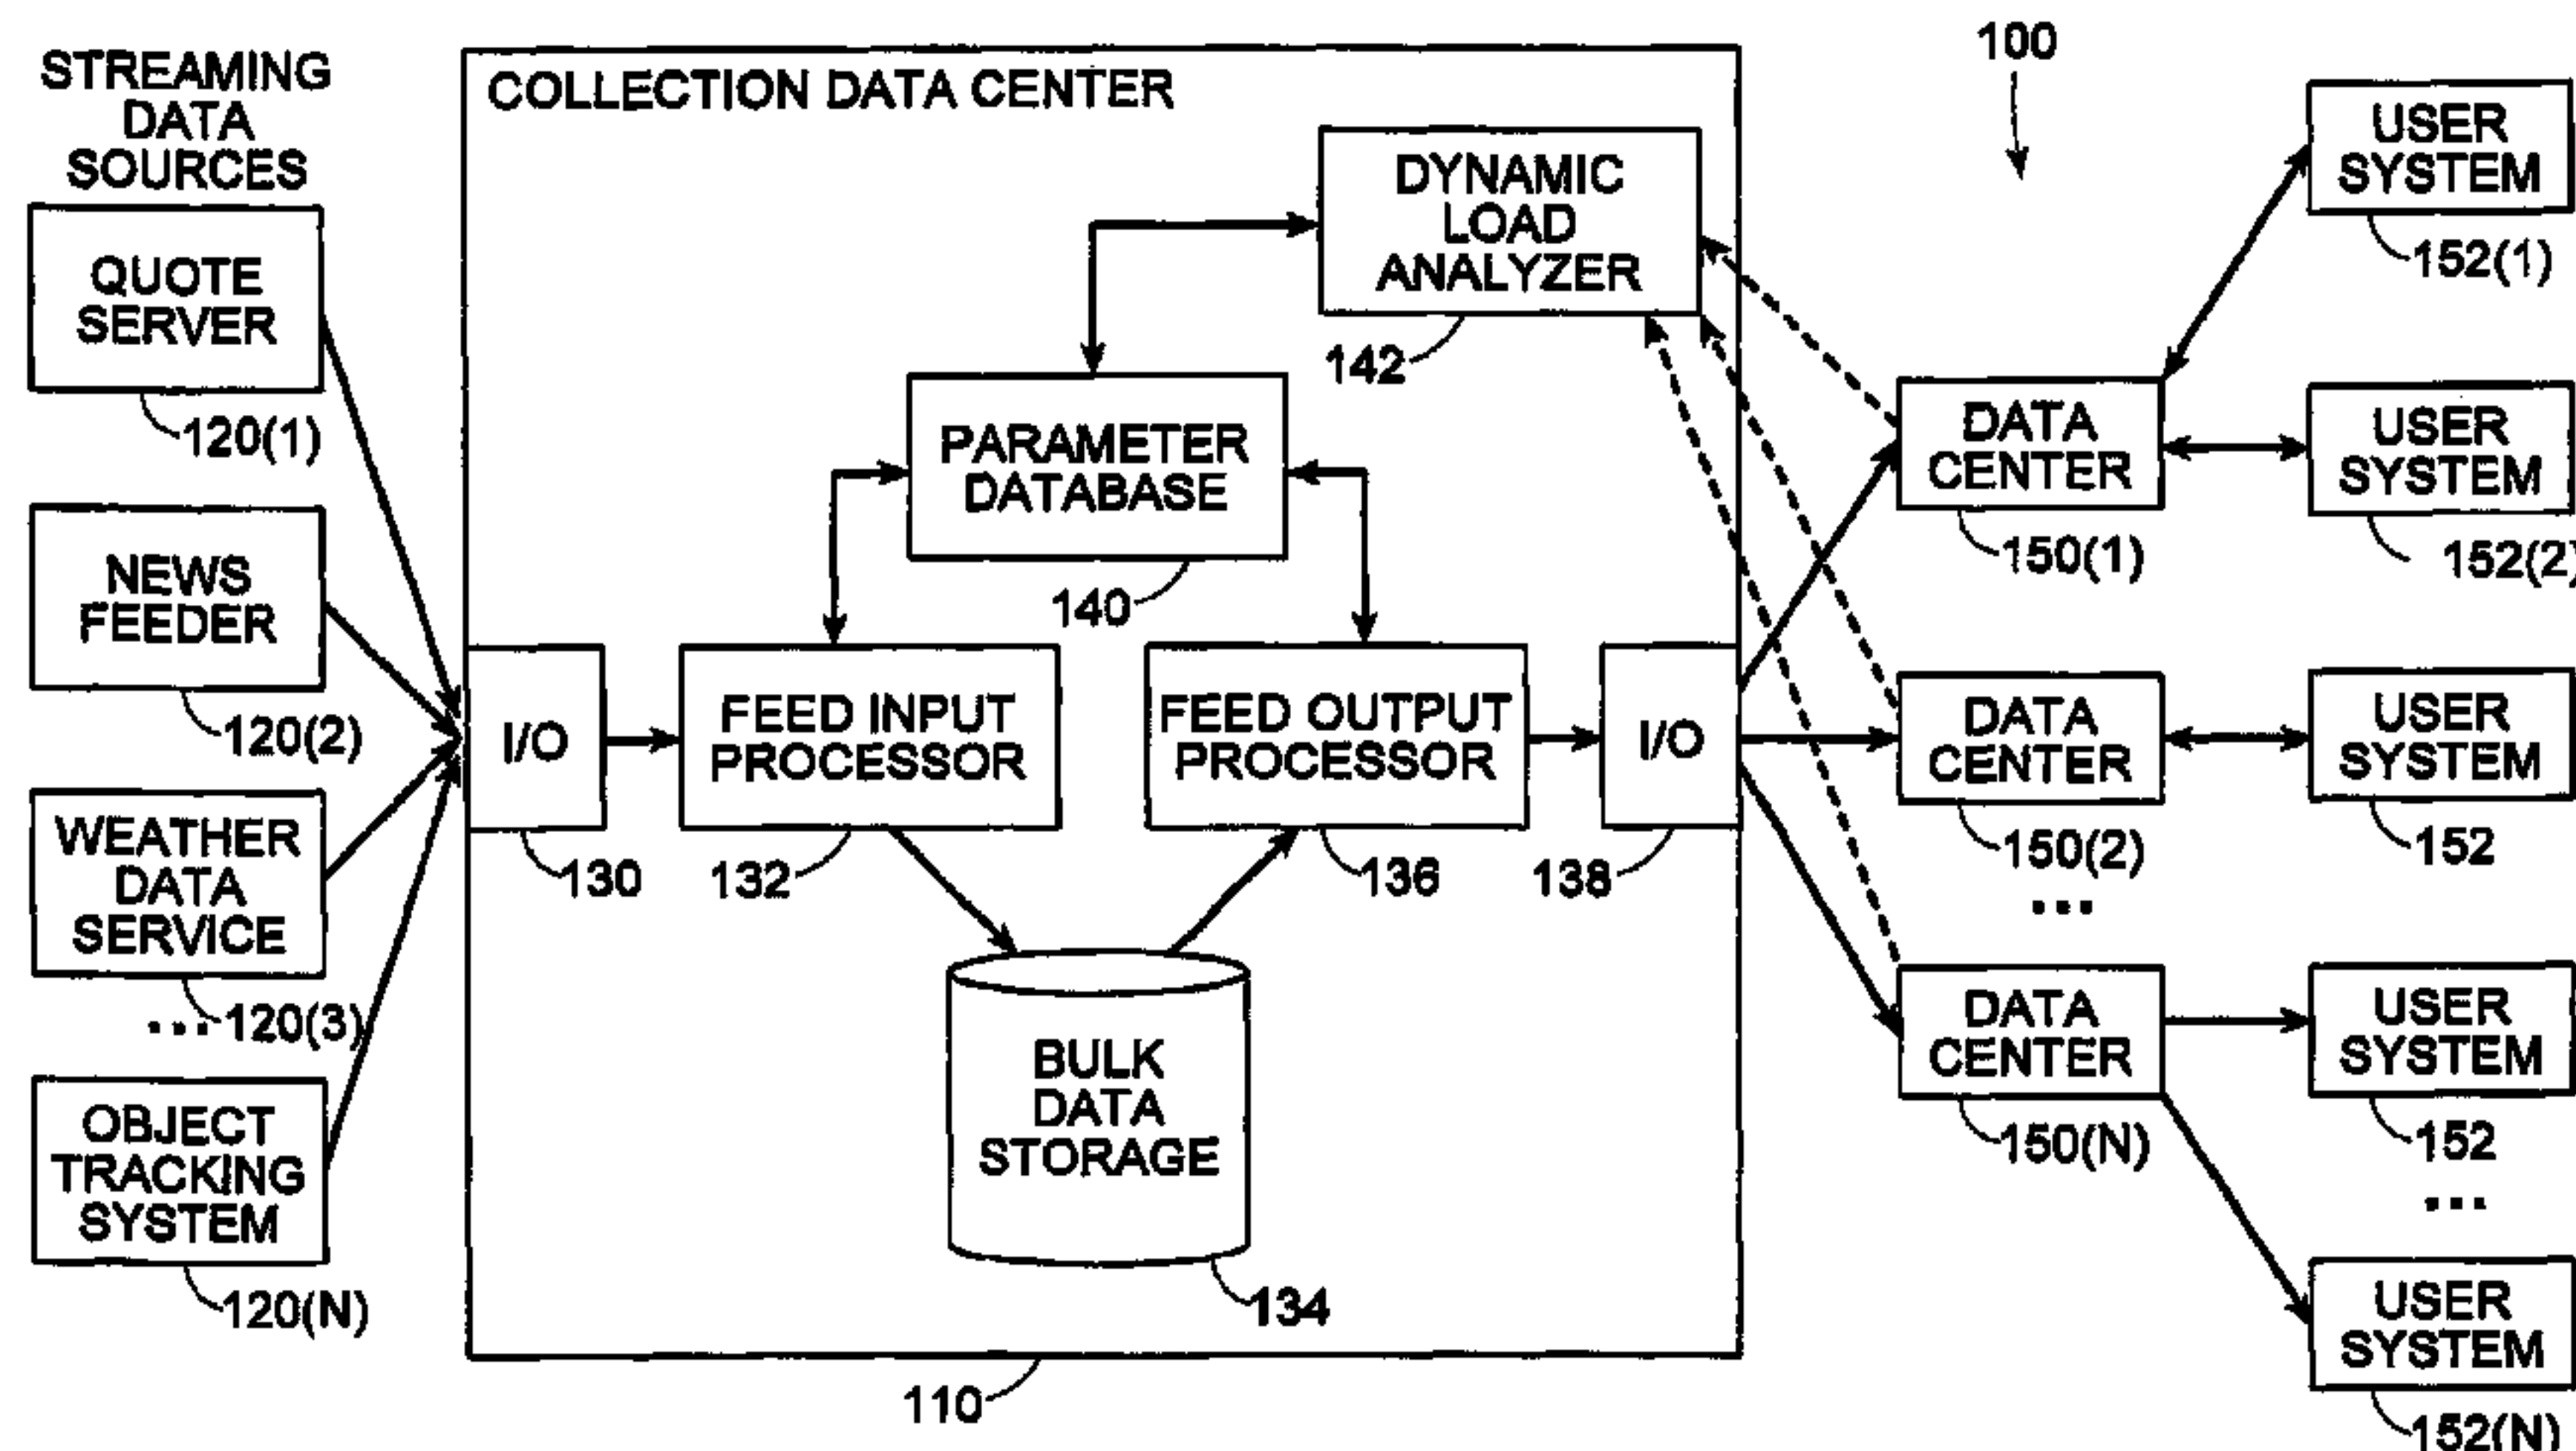 STREAMING
DATA
SOURCES
QUOTE
SERVER
120(1)
NEWS
FEEDER
120(2)
WEATHER
DATA
SERVICE
... 120(3)
OBJECT
TRACKING
SYSTEM
120(N)
COLLECTION DATA CENTER
DYNAMIC
LOAD
ANALYZER
142
PARAMETER
DATABASE
140
I/O
130
FEED INPUT
PROCESSOR
132
FEED OUTPUT
PROCESSOR
136
I/O
138
BULK
DATA
STORAGE
134
110
100
DATA
CENTER
150(1)
DATA
CENTER
150(2)
...
DATA
CENTER
150(N)
USER
SYSTEM
152(1)
USER
SYSTEM
152(2)
USER
SYSTEM
152
USER
SYSTEM
152
...
USER
SYSTEM
152(N)